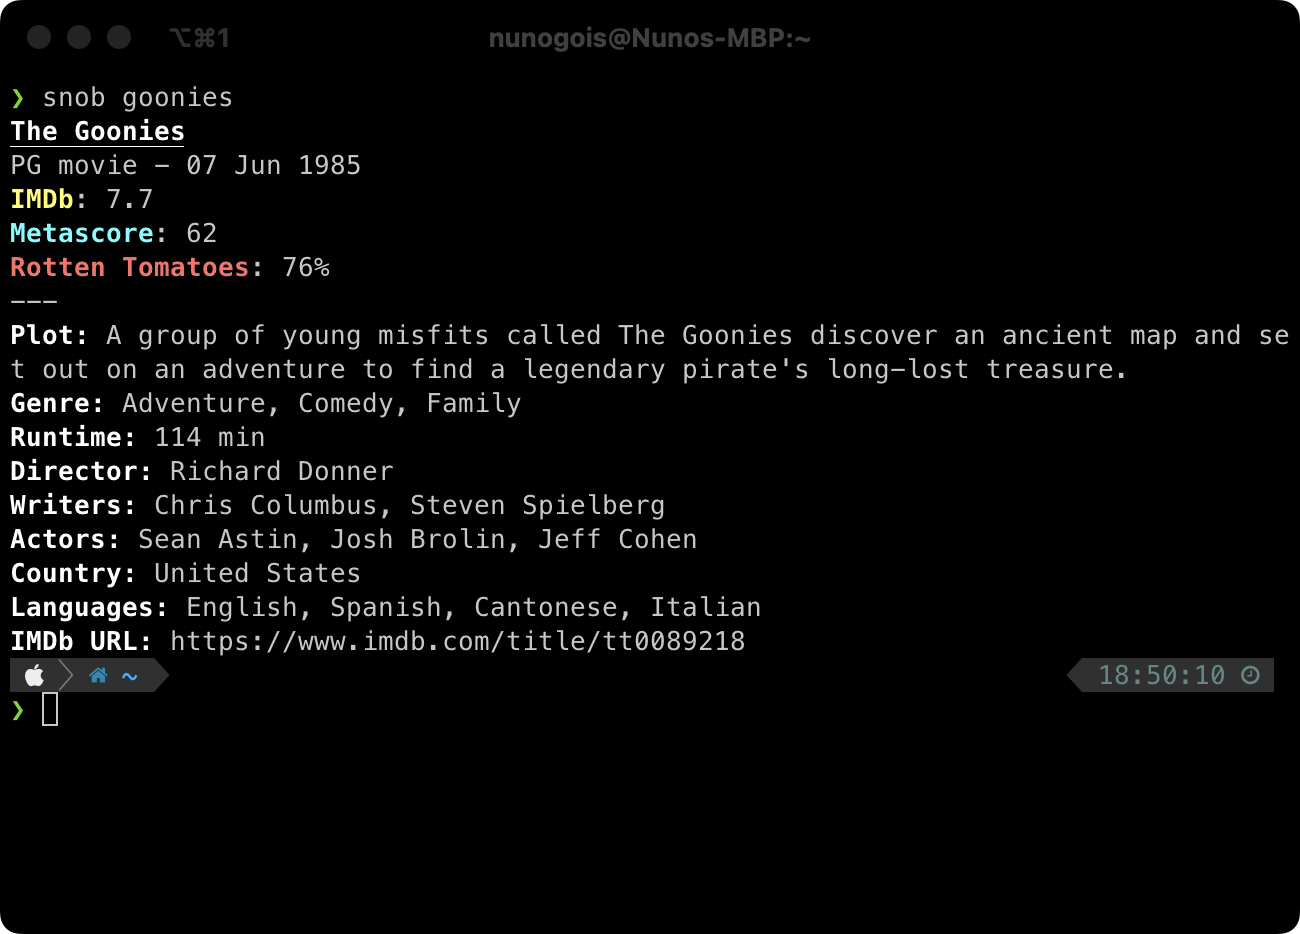 ⌥⌘1 nunogois@Nunos-MBP:~
❯ snob goonies
The Goonies
PG movie - 07 Jun 1985
IMDb: 7.7
Metascore: 62
Rotten Tomatoes: 76%
---
Plot: A group of young misfits called The Goonies discover an ancient map and se
t out on an adventure to find a legendary pirate's long-lost treasure.
Genre: Adventure, Comedy, Family
Runtime: 114 min
Director: Richard Donner
Writers: Chris Columbus, Steven Spielberg
Actors: Sean Astin, Josh Brolin, Jeff Cohen
Country: United States
Languages: English, Spanish, Cantonese, Italian
IMDb URL: https://www.imdb.com/title/tt0089218
~ 18:50:10
❯